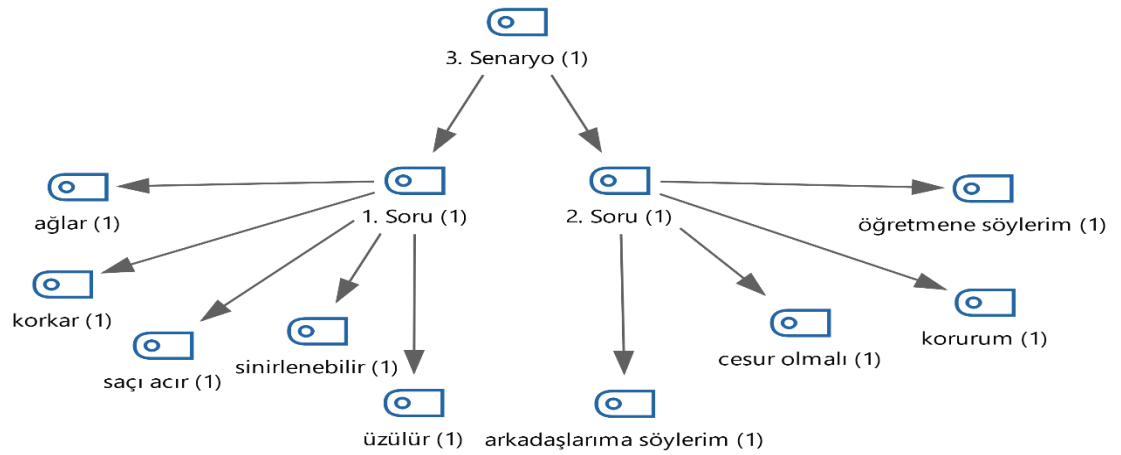 3. Senaryo (1)
1. Soru (1)
2. Soru (1)
ağlar (1)
öğretmene söylerim (1)
korkar (1)
korurum (1)
saçı acır (1)
sinirlenebilir (1)
cesur olmalı (1)
üzülür (1)
arkadaşlarıma söylerim (1)